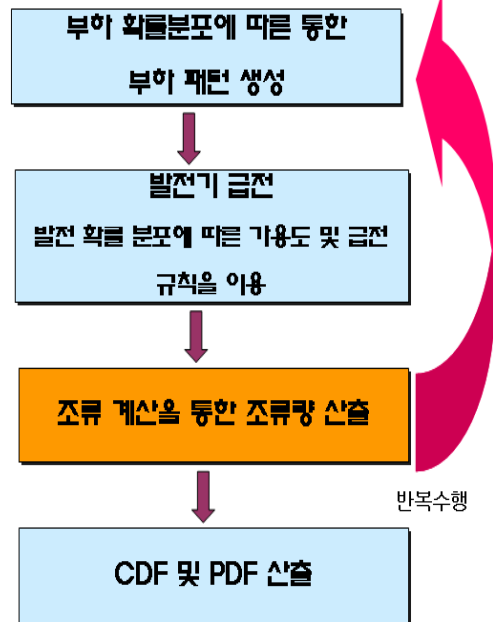 부하 확률분포에 따른 통한
부하 패턴 생성
발전기 급전
발전 확률 분포에 따른 가용도 및 급전
규칙을 이용
조류 계산을 통한 조류량 산출
반복수행
CDF 및 PDF 산출